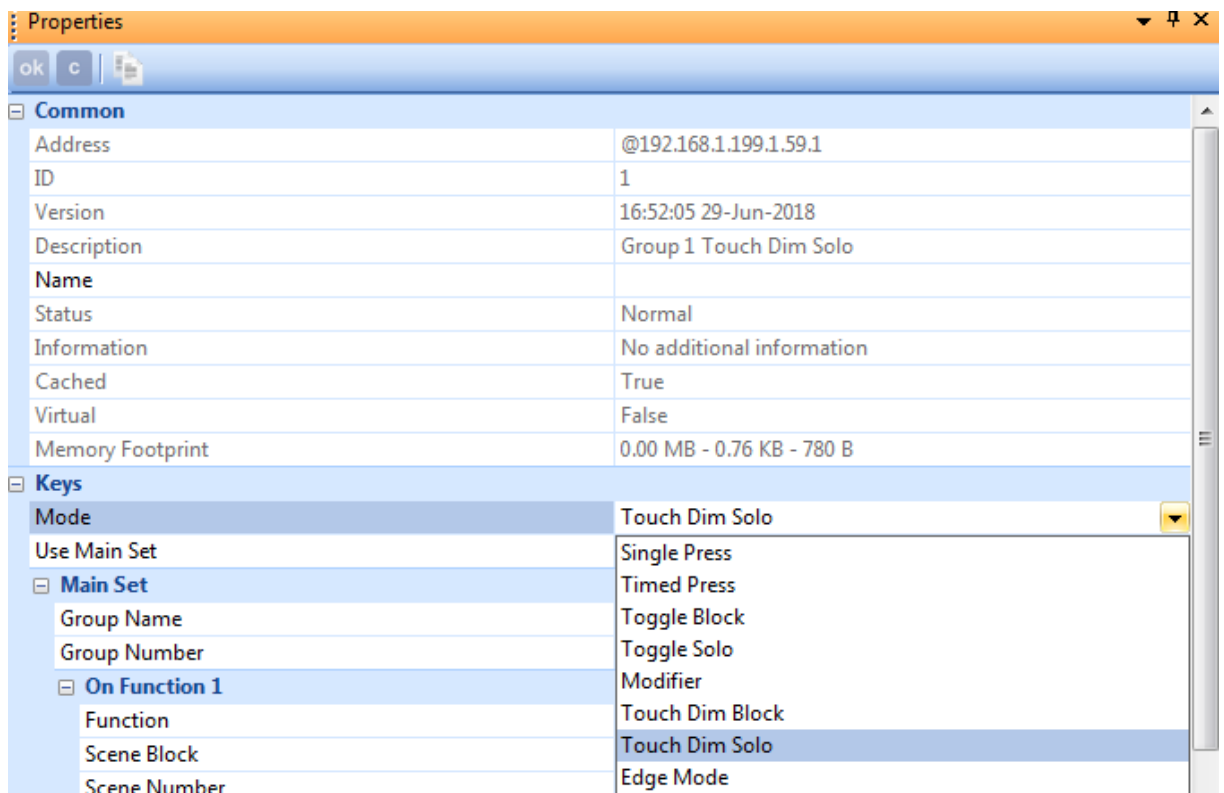 Properties
ok c
Common
Address @192.168.1.199.1.59.1
ID 1
Version 16:52:05 29-Jun-2018
Description Group 1 Touch Dim Solo
Name
Status Normal
Information No additional information
Cached True
Virtual False
Memory Footprint 0.00 MB - 0.76 KB - 780 B
Keys
Mode Touch Dim Solo
Use Main Set Single Press
Main Set Timed Press
Group Name Toggle Block
Group Number Toggle Solo
On Function 1 Modifier
Function Touch Dim Block
Scene Block Touch Dim Solo
Scene Number Edge Mode